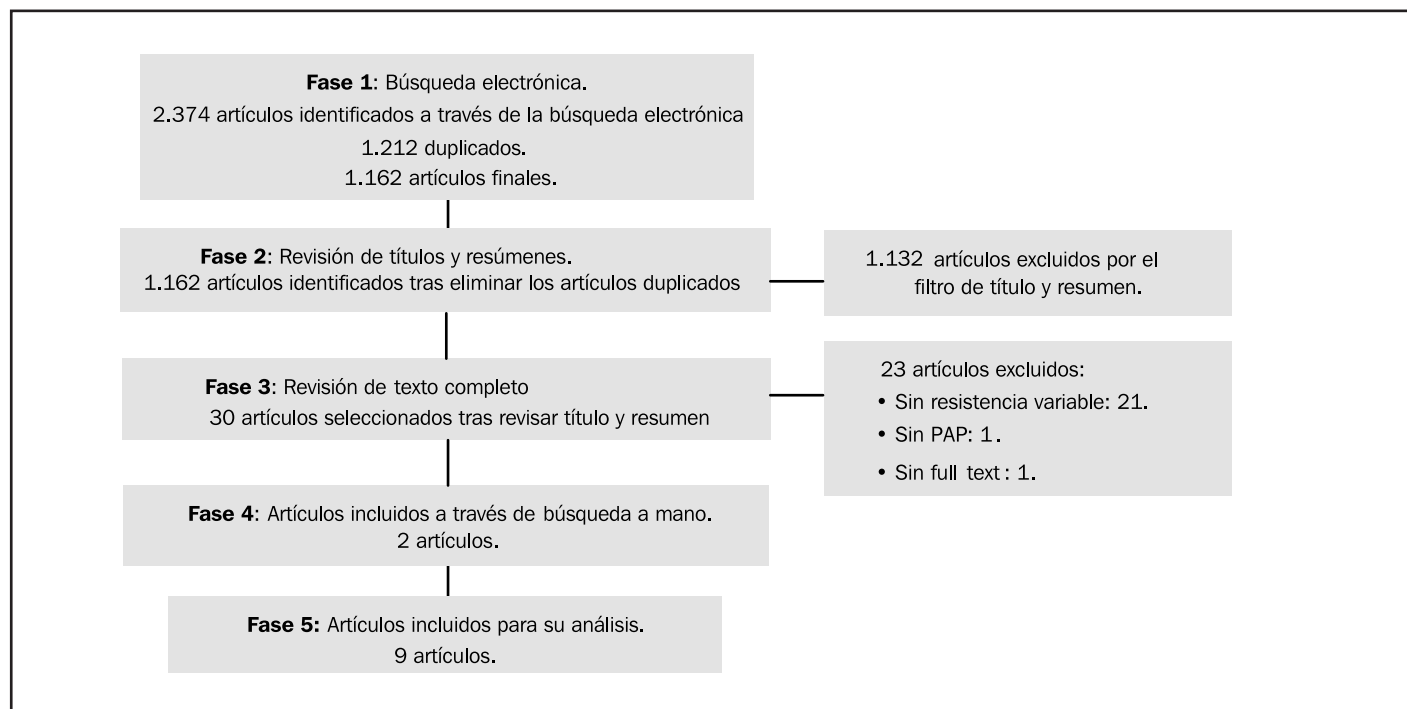 Fase 1: Búsqueda electrónica.
2.374 artículos identificados a través de la búsqueda electrónica
1.212 duplicados.
1.162 artículos finales.
Fase 2: Revisión de títulos y resúmenes.
1.162 artículos identificados tras eliminar los artículos duplicados
1.132 artículos excluidos por el
filtro de título y resumen.
Fase 3: Revisión de texto completo
30 artículos seleccionados tras revisar título y resumen
23 artículos excluidos:
• Sin resistencia variable: 21.
• Sin PAP: 1.
• Sin full text: 1.
Fase 4: Artículos incluidos a través de búsqueda a mano.
2 artículos.
Fase 5: Artículos incluidos para su análisis.
9 artículos.